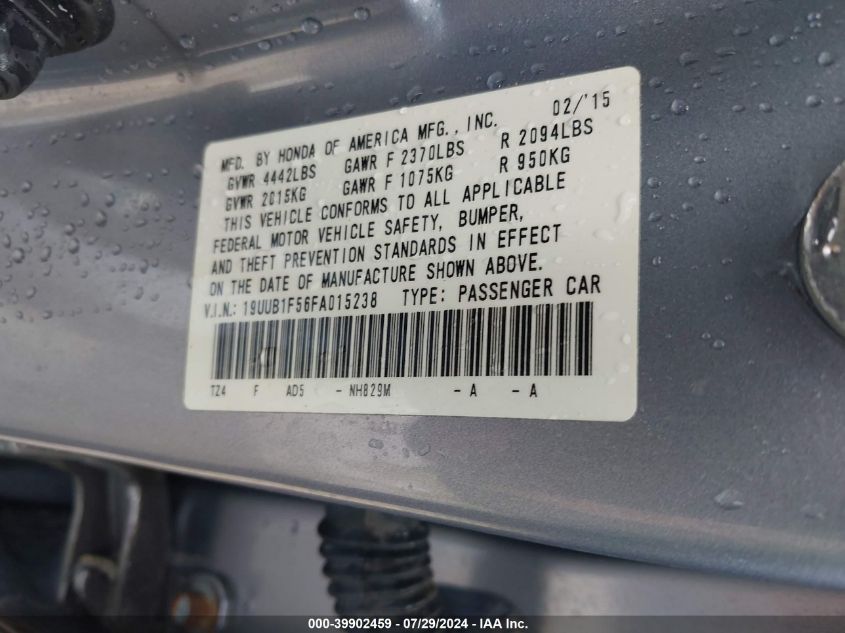 MFD. BY HONDA OF AMERICA MFG., INC. 02/'15
GVWR 4442LBS GAWR F 2370LBS R 2094LBS
GVWR 2015KG GAWR F 1075KG R 950KG
THIS VEHICLE CONFORMS TO ALL APPLICABLE
FEDERAL MOTOR VEHICLE SAFETY, BUMPER,
AND THEFT PREVENTION STANDARDS IN EFFECT
ON THE DATE OF MANUFACTURE SHOWN ABOVE.
V.I.N.: 19UUB1F56FA015238 TYPE: PASSENGER CAR
TZ4 F AD5 - NH829M - A - A
000-39902459 - 07/29/2024 - IAA Inc.